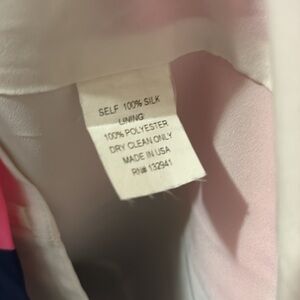 SELF 100% SILK
LINING
100% POLYESTER
DRY CLEAN ONLY
MADE IN USA
RN# 132941